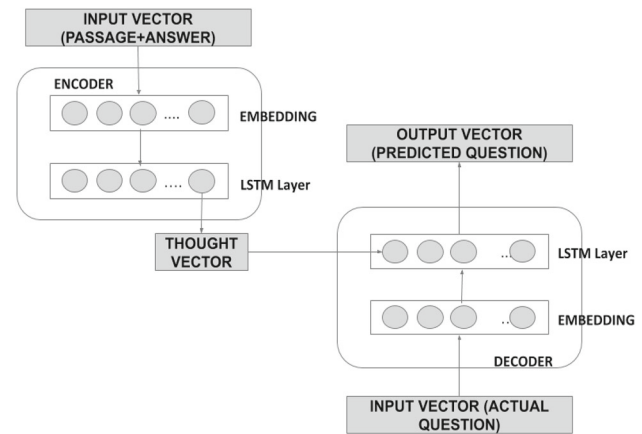 INPUT VECTOR
(PASSAGE+ANSWER)
ENCODER
....
EMBEDDING
....
LSTM Layer
THOUGHT
VECTOR
OUTPUT VECTOR
(PREDICTED QUESTION)
...
LSTM Layer
..
EMBEDDING
DECODER
INPUT VECTOR (ACTUAL
QUESTION)